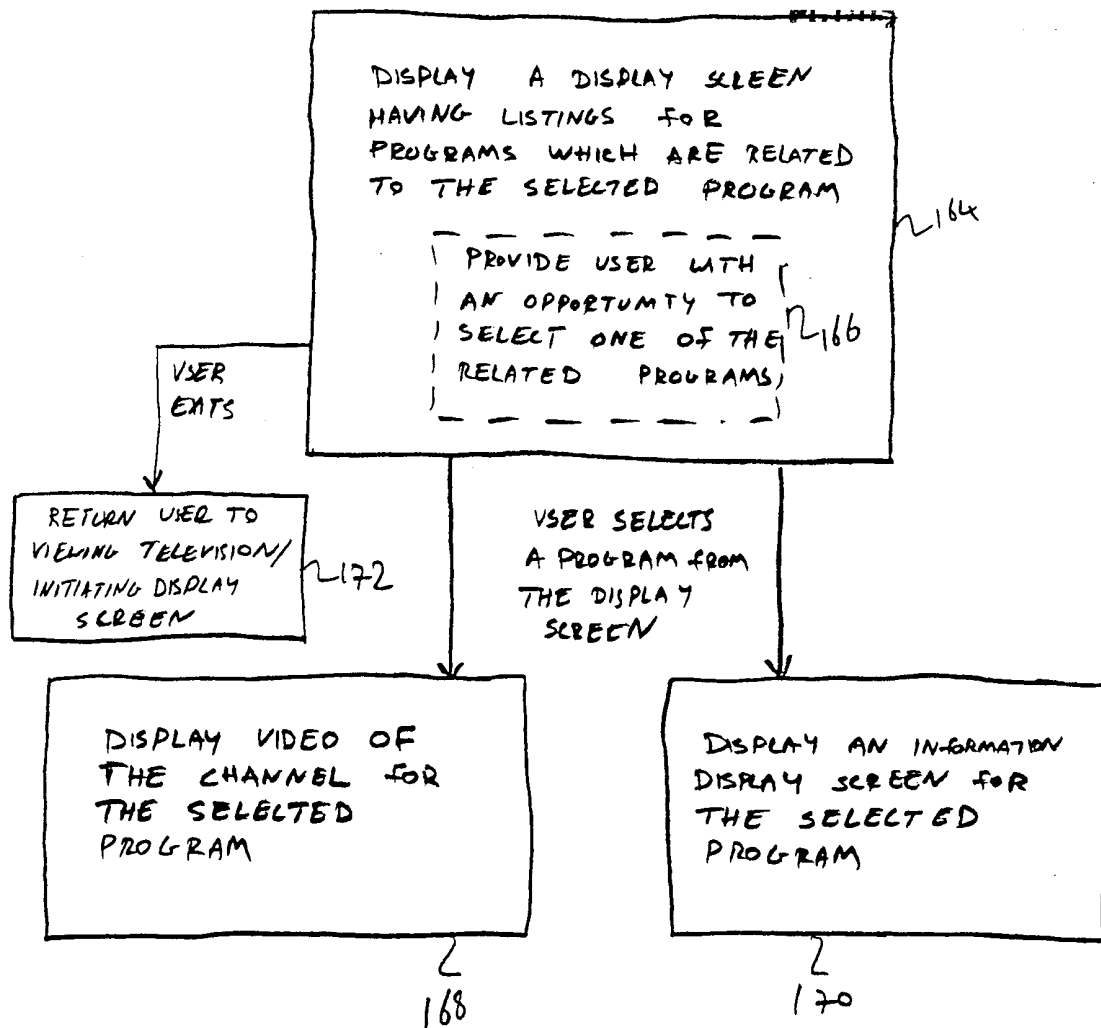 DISPLAY A DISPLAY SCREEN
HAVING LISTINGS FOR
PROGRAMS WHICH ARE RELATED
TO THE SELECTED PROGRAM
164
PROVIDE USER WITH
AN OPPORTUNITY TO
SELECT ONE OF THE
RELATED PROGRAMS
166
USER
EXITS
RETURN USER TO
VIEWING TELEVISION/
INITIATING DISPLAY
SCREEN
172
USER SELECTS
A PROGRAM FROM
THE DISPLAY
SCREEN
DISPLAY VIDEO OF
THE CHANNEL FOR
THE SELECTED
PROGRAM
168
DISPLAY AN INFORMATION
DISPLAY SCREEN FOR
THE SELECTED
PROGRAM
170